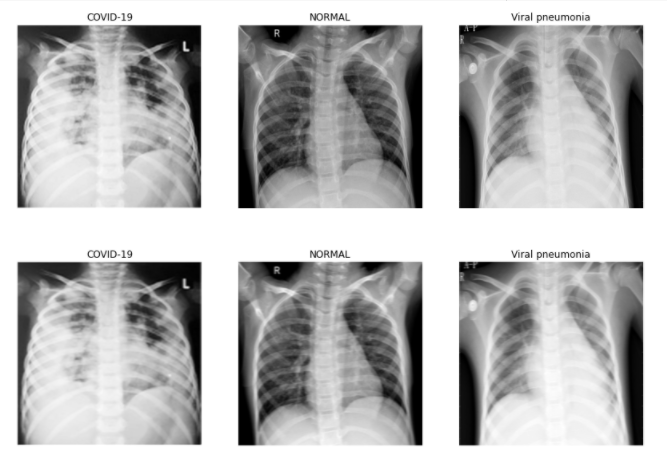 COVID-19 NORMAL Viral pneumonia
L R A-P R
COVID-19 NORMAL Viral pneumonia
L R A-P R